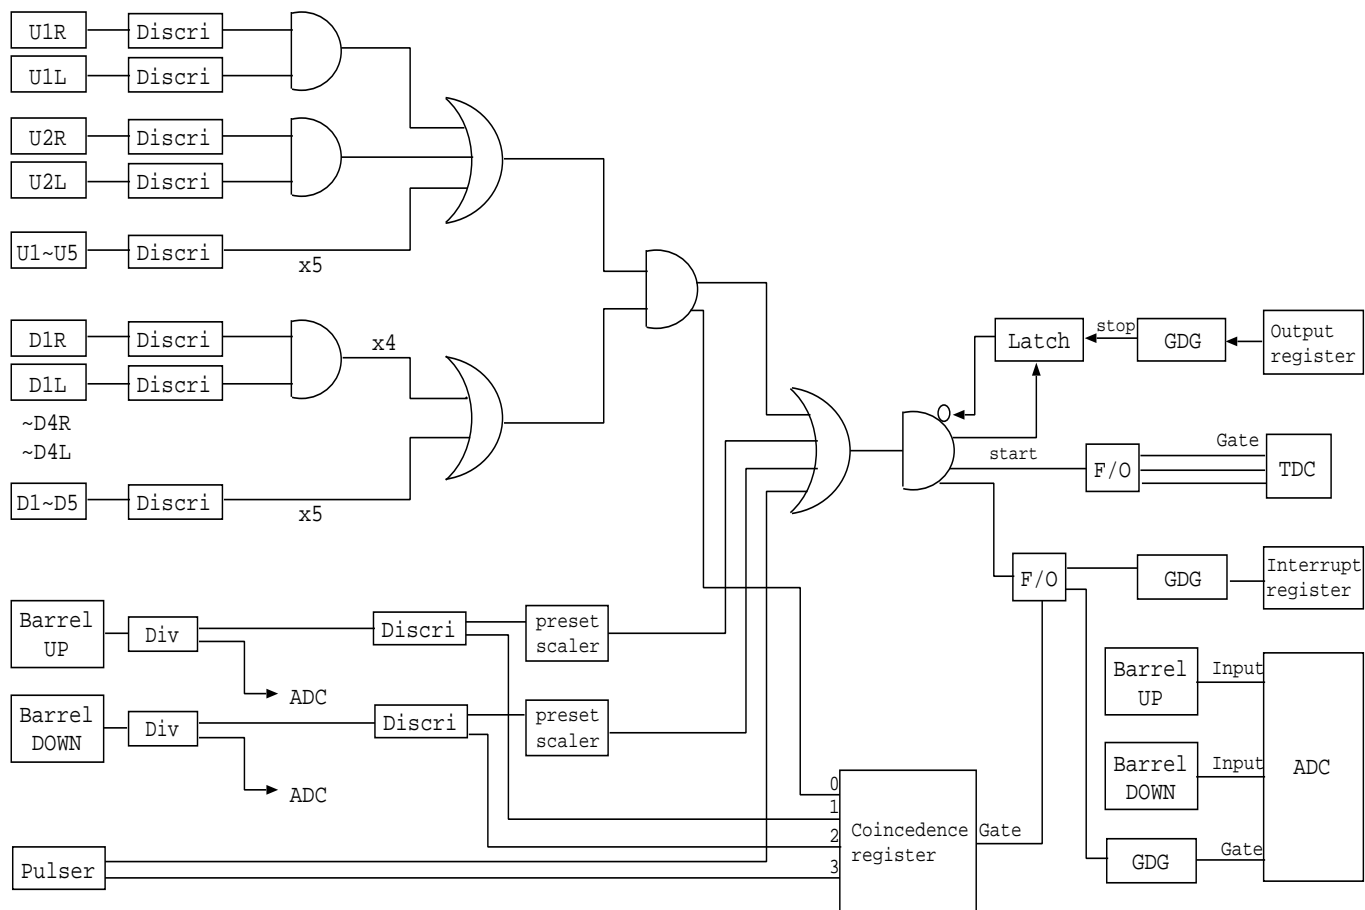 U1R
Discri
U1L
Discri
U2R
Discri
U2L
Discri
U1~U5
Discri
x5
D1R
Discri
x4
D1L
Discri
~D4R
~D4L
D1~D5
Discri
x5
Latch
stop
GDG
Output
register
start
F/O
Gate
TDC
F/O
GDG
Interrupt
register
Barrel
UP
Div
ADC
Discri
preset
scaler
Barrel
DOWN
Div
ADC
Discri
preset
scaler
Pulser
0
1
2
3
Coincedence
register
Gate
Barrel
UP
Input
Barrel
DOWN
Input
GDG
Gate
ADC